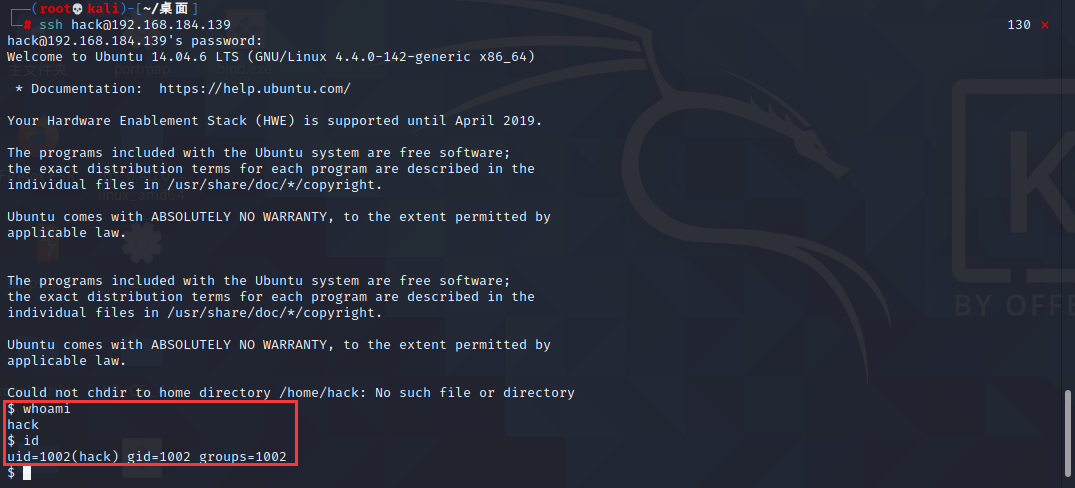 (root💀kali)-[~/桌面]
# ssh hack@192.168.184.139 130 ⨯
hack@192.168.184.139's password:
Welcome to Ubuntu 14.04.6 LTS (GNU/Linux 4.4.0-142-generic x86_64)
* Documentation: https://help.ubuntu.com/
Your Hardware Enablement Stack (HWE) is supported until April 2019.
The programs included with the Ubuntu system are free software;
the exact distribution terms for each program are described in the
individual files in /usr/share/doc/*/copyright.
Ubuntu comes with ABSOLUTELY NO WARRANTY, to the extent permitted by
applicable law.
The programs included with the Ubuntu system are free software;
the exact distribution terms for each program are described in the
individual files in /usr/share/doc/*/copyright.
Ubuntu comes with ABSOLUTELY NO WARRANTY, to the extent permitted by
applicable law.
Could not chdir to home directory /home/hack: No such file or directory
$ whoami
hack
$ id
uid=1002(hack) gid=1002 groups=1002
$
K
BY OFFE